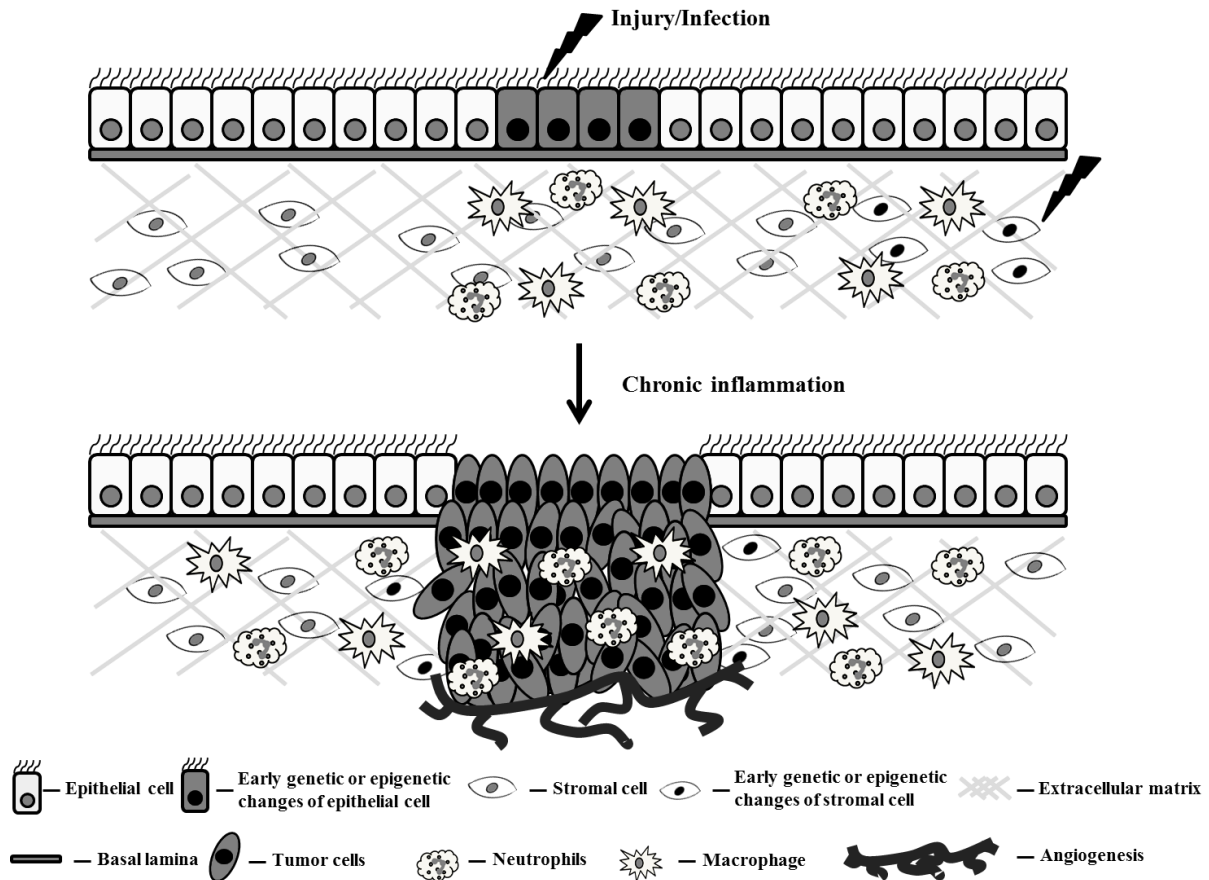 Injury/Infection
Chronic inflammation
Epithelial cell
Early genetic or epigenetic
changes of epithelial cell
Stromal cell
Early genetic or epigenetic
changes of stromal cell
Extracellular matrix
Basal lamina
Tumor cells
Neutrophils
Macrophage
Angiogenesis